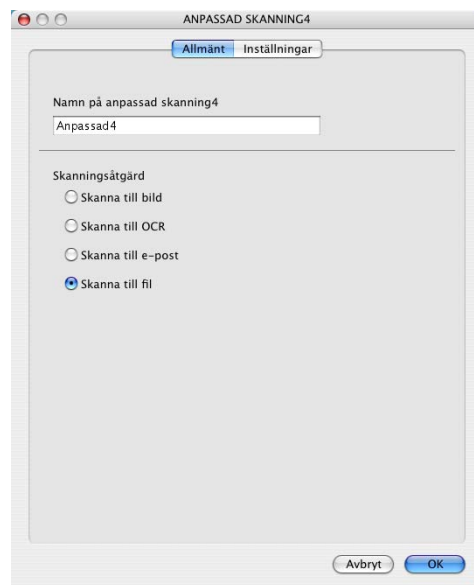 ANPASSAD SKANNING4
Allmänt Inställningar
Namn på anpassad skanning4
Anpassad4
Skanningsåtgärd
Skanna till bild
Skanna till OCR
Skanna till e-post
Skanna till fil
Avbryt OK